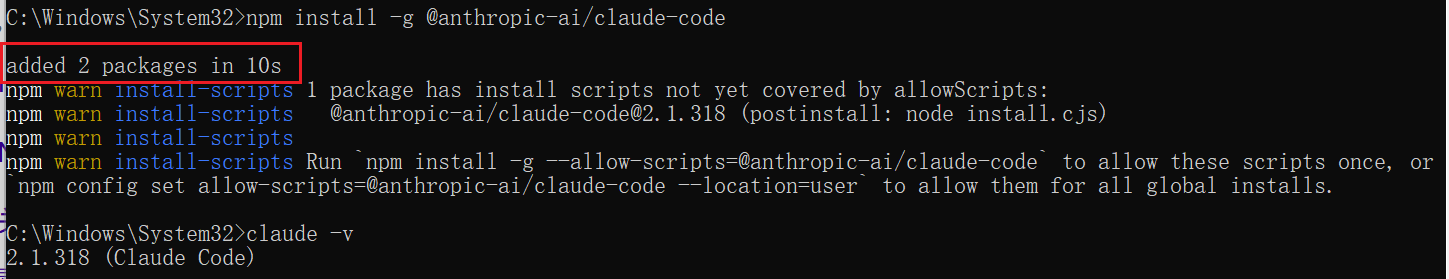 C:\Windows\System32>npm install -g @anthropic-ai/claude-code
added 2 packages in 10s
npm warn install-scripts 1 package has install scripts not yet covered by allowScripts:
npm warn install-scripts   @anthropic-ai/claude-code@2.1.318 (postinstall: node install.cjs)
npm warn install-scripts
npm warn install-scripts Run `npm install -g --allow-scripts=@anthropic-ai/claude-code` to allow these scripts once, or
`npm config set allow-scripts=@anthropic-ai/claude-code --location=user` to allow them for all global installs.
C:\Windows\System32>claude -v
2.1.318 (Claude Code)